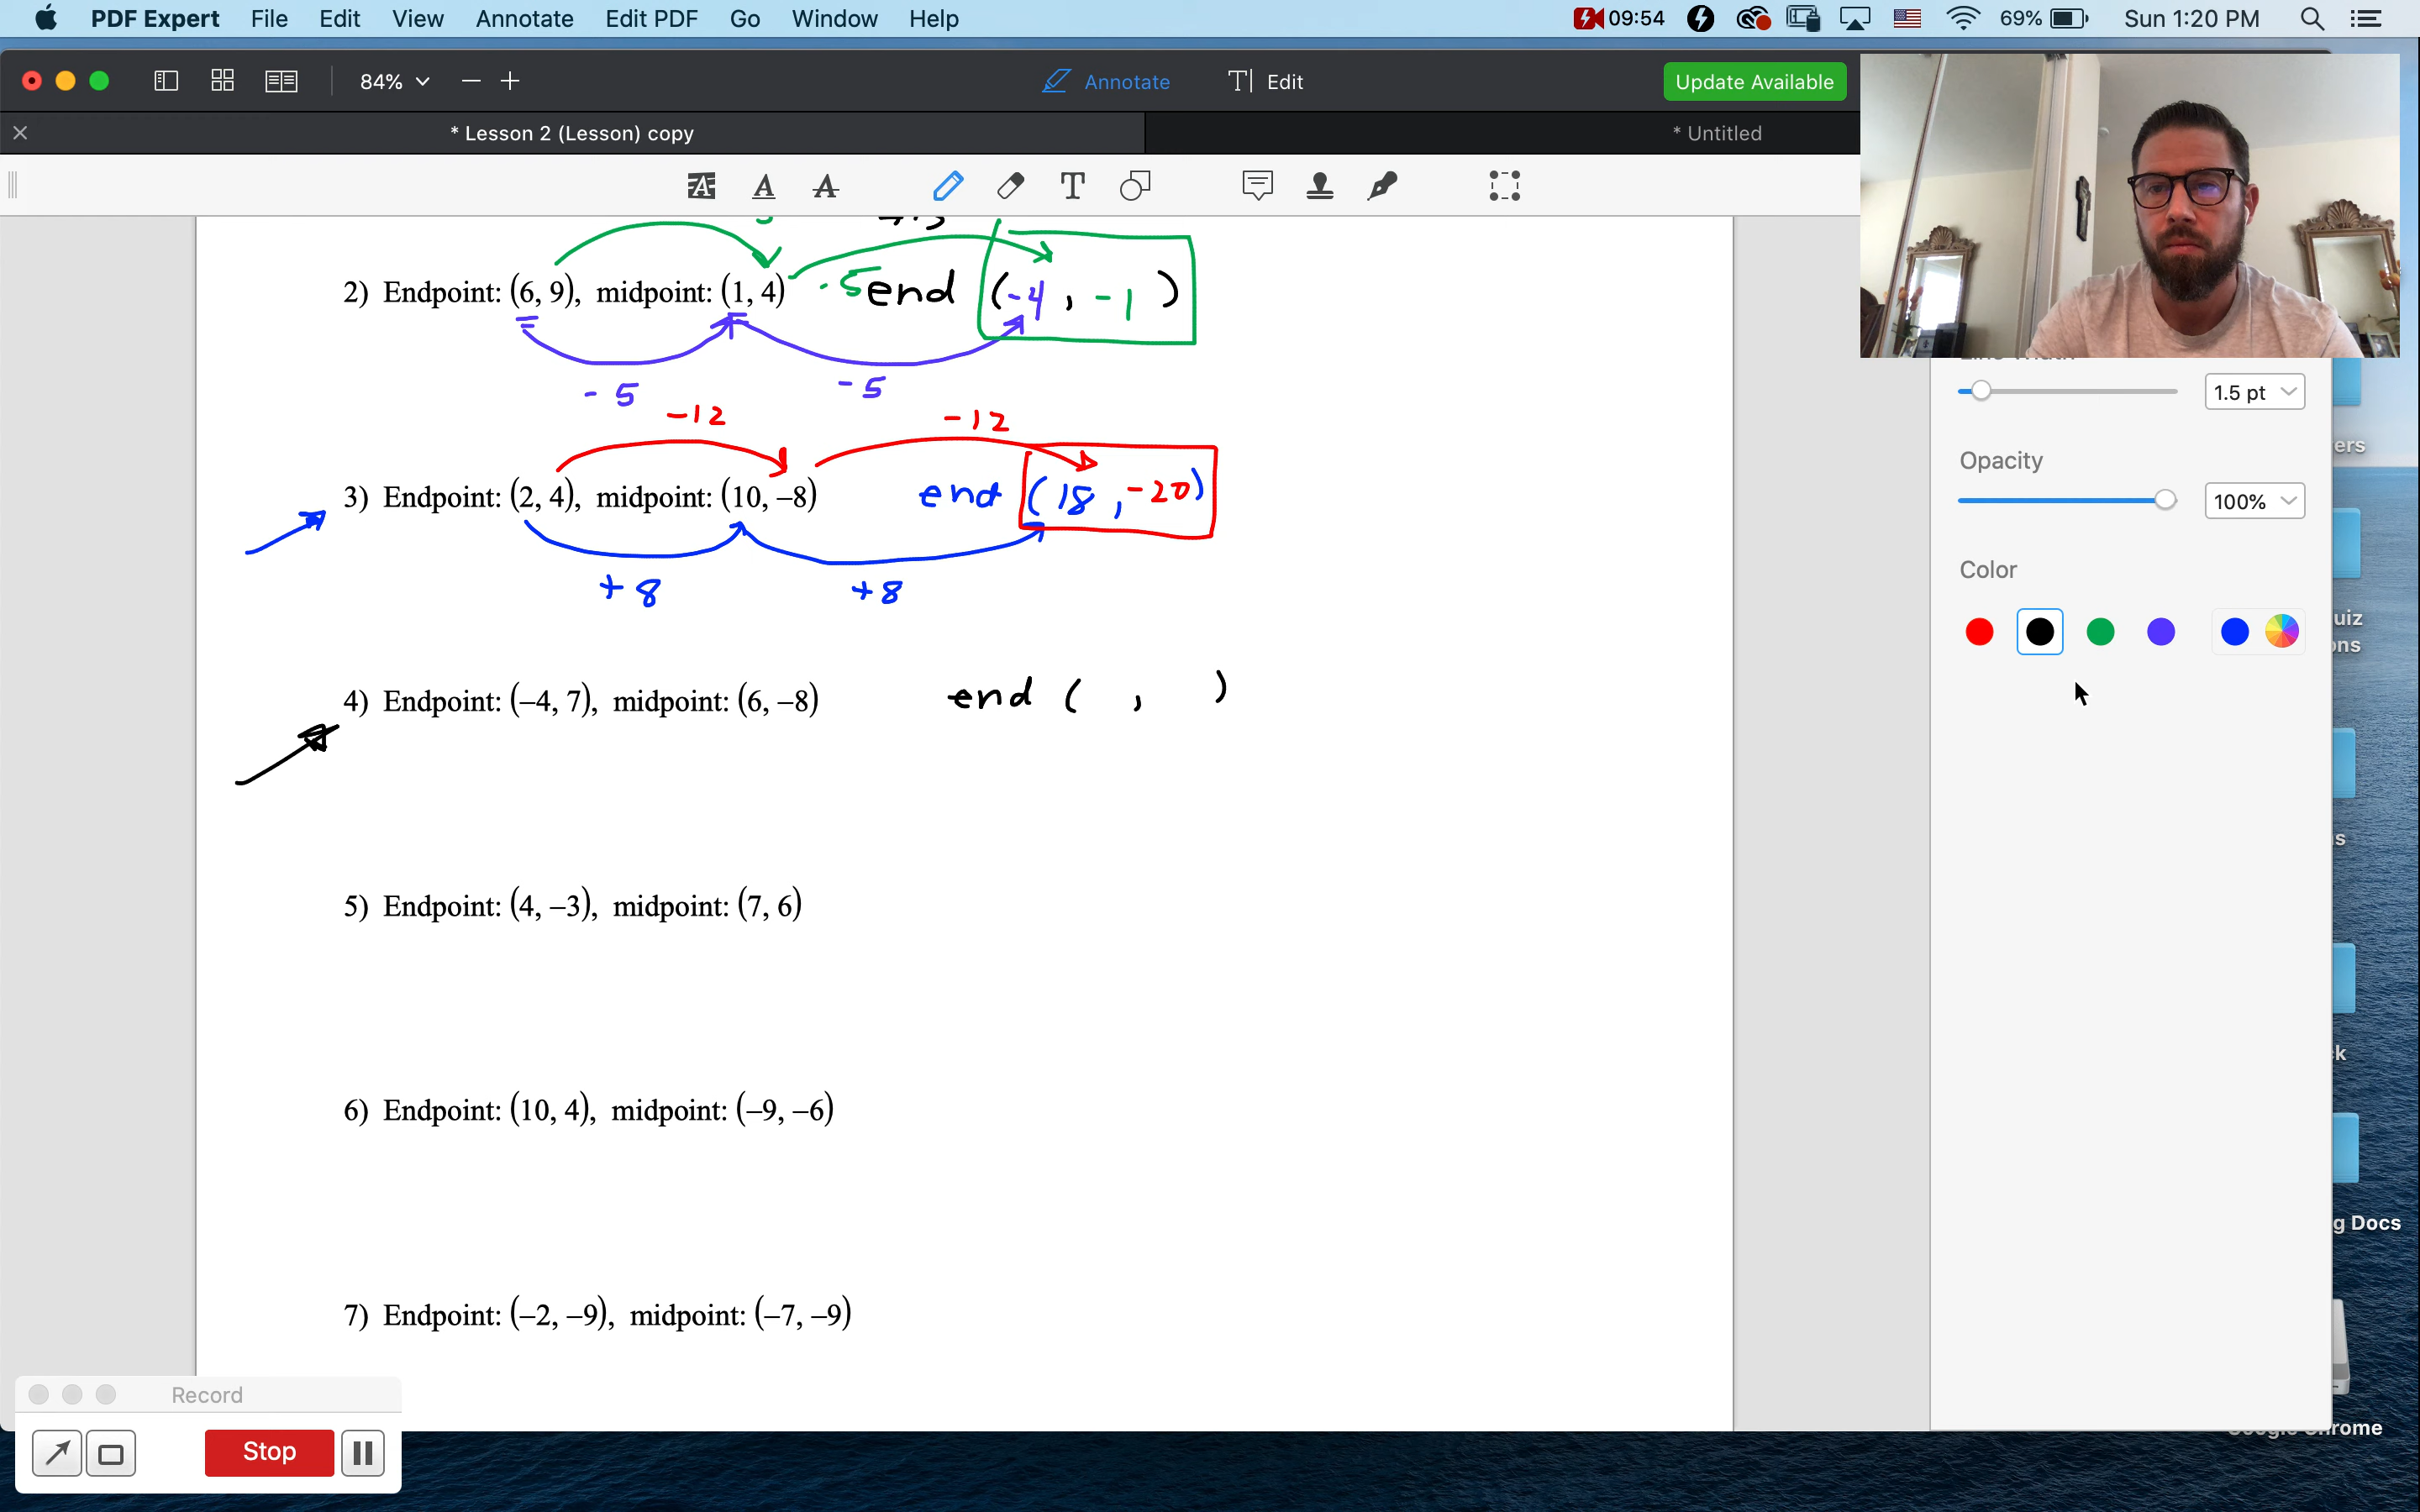 PDF Expert File Edit View Annotate Edit PDF Go Window Help 09:54 69% Sun 1:20 PM
84% Annotate T Edit Update Available
* Lesson 2 (Lesson) copy * Untitled
A A A T
2) Endpoint: (6, 9), midpoint: (1, 4) -5 end (-4, -1)
-5 -5
1.5 pt
-12 -12
ers
Opacity
3) Endpoint: (2, 4), midpoint: (10, –8) end (18, -20)
100%
Color
+8 +8
4) Endpoint: (–4, 7), midpoint: (6, –8) end ( , )
5) Endpoint: (4, –3), midpoint: (7, 6)
6) Endpoint: (10, 4), midpoint: (–9, –6)
g Docs
7) Endpoint: (–2, –9), midpoint: (–7, –9)
Record
Stop